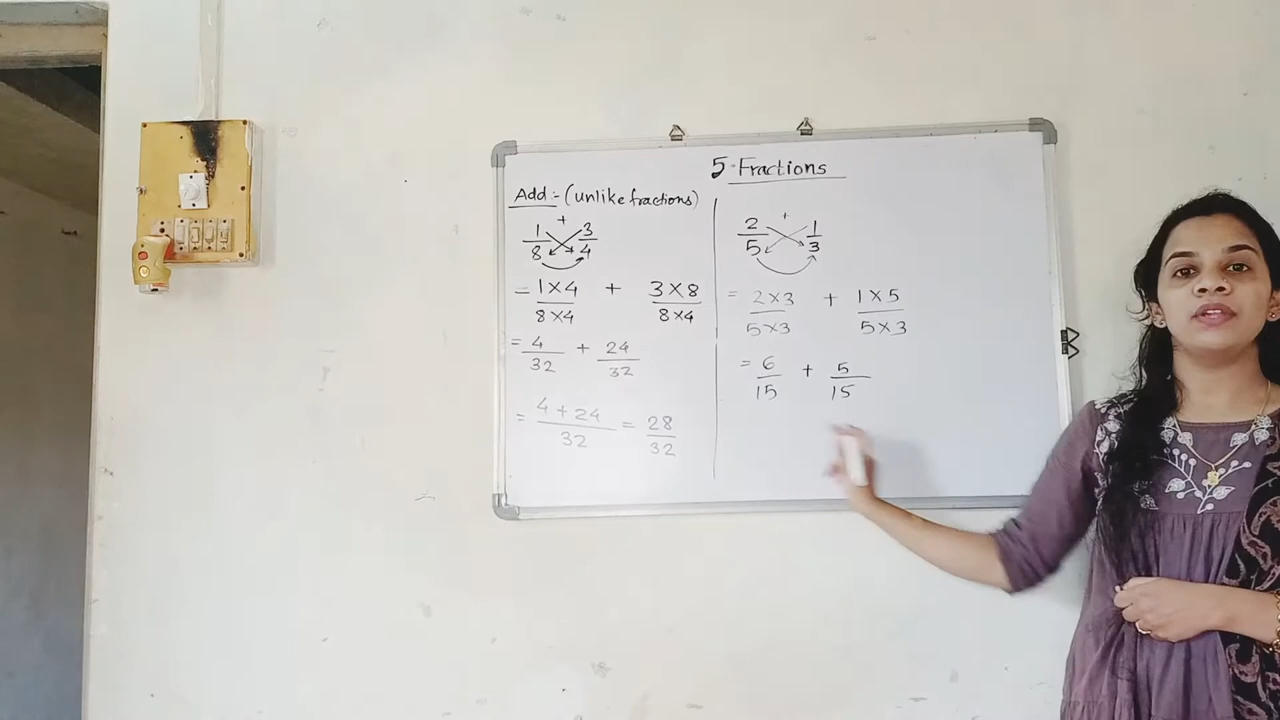 5. Fractions
Add :- (unlike fractions)
1/8 + 3/4
= 1×4/8×4 + 3×8/8×4
= 4/32 + 24/32
= 4+24/32 = 28/32
2/5 + 1/3
= 2×3/5×3 + 1×5/5×3
= 6/15 + 5/15